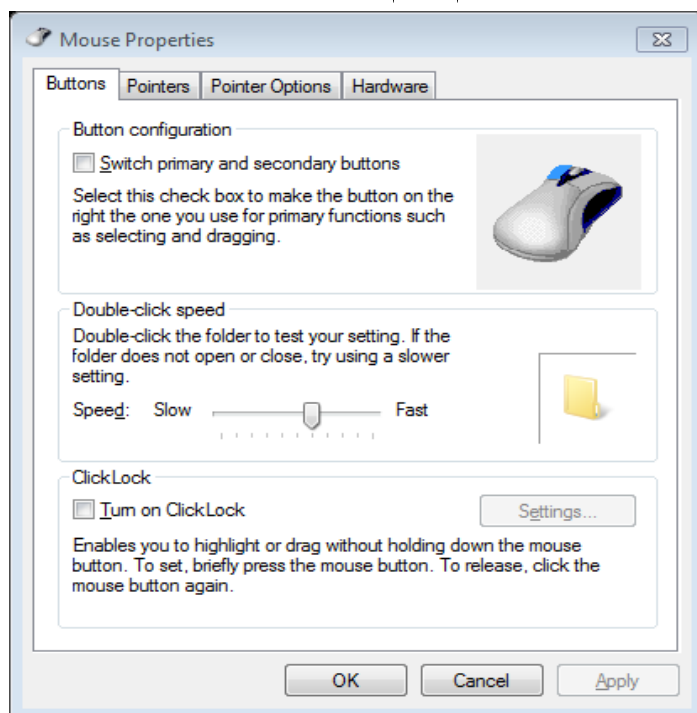 Mouse Properties
Buttons Pointers Pointer Options Hardware
Button configuration
Switch primary and secondary buttons
Select this check box to make the button on the
right the one you use for primary functions such
as selecting and dragging.
Double-click speed
Double-click the folder to test your setting. If the
folder does not open or close, try using a slower
setting.
Speed: Slow Fast
ClickLock
Turn on ClickLock Settings...
Enables you to highlight or drag without holding down the mouse
button. To set, briefly press the mouse button. To release, click the
mouse button again.
OK Cancel Apply